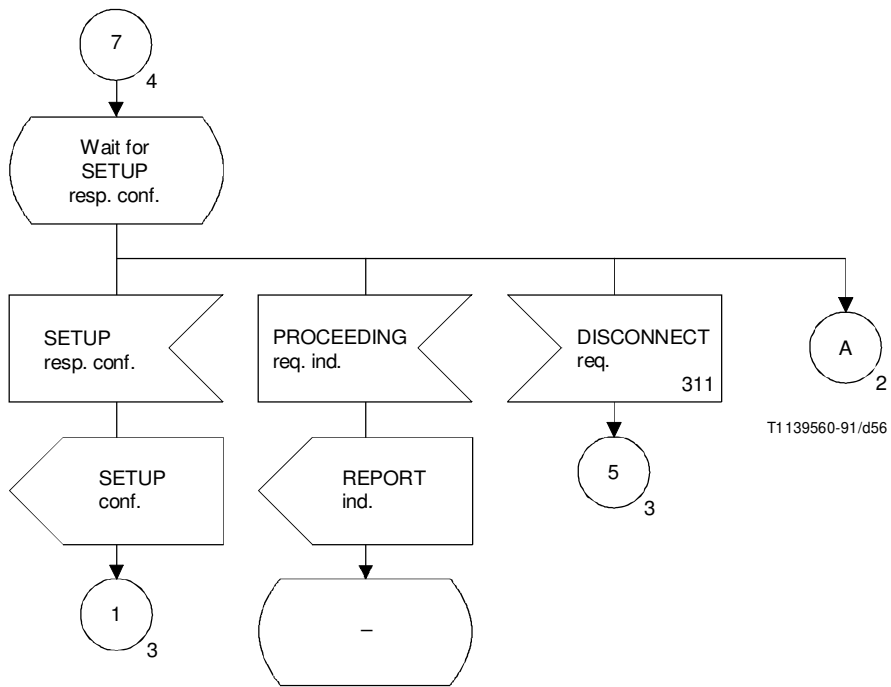 7
4
Wait for
SETUP
resp. conf.
SETUP
resp. conf.
PROCEEDING
req. ind.
DISCONNECT
req.
311
A
2
T1139560-91/d56
SETUP
conf.
REPORT
ind.
5
3
1
3
–